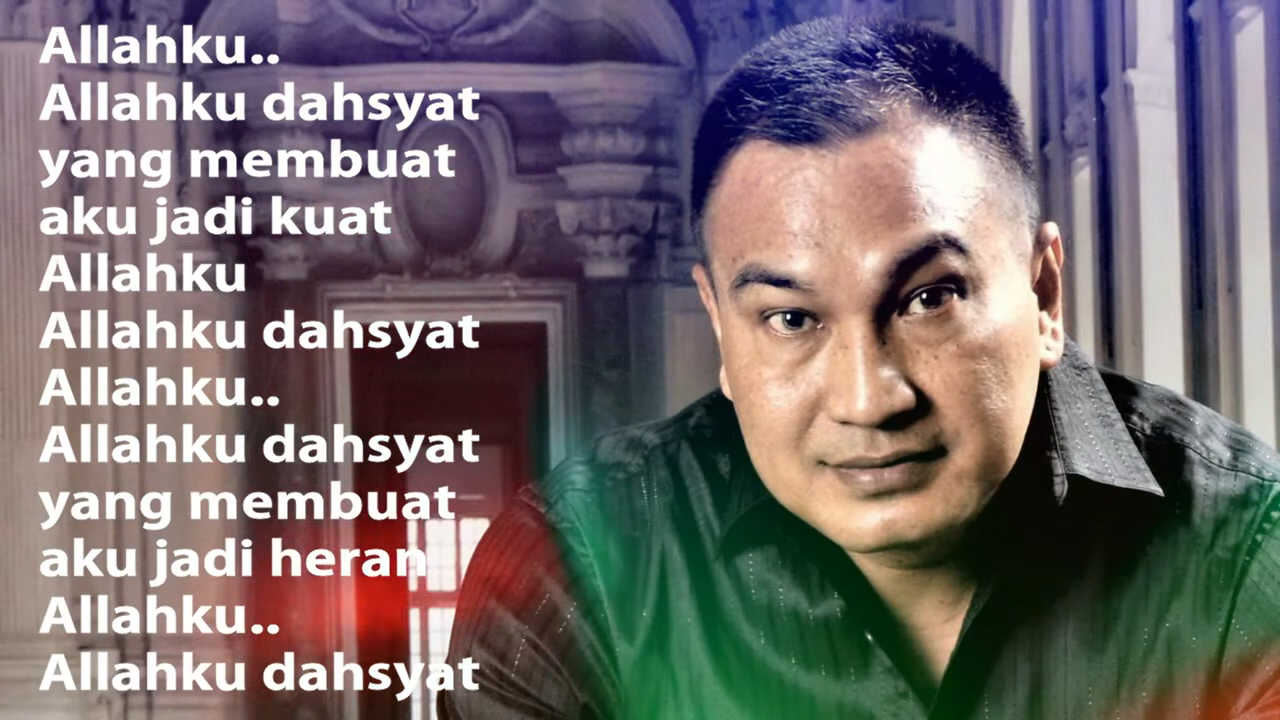 Allahku..
Allahku dahsyat
yang membuat
aku jadi kuat
Allahku
Allahku dahsyat
Allahku..
Allahku dahsyat
yang membuat
aku jadi heran
Allahku..
Allahku dahsyat